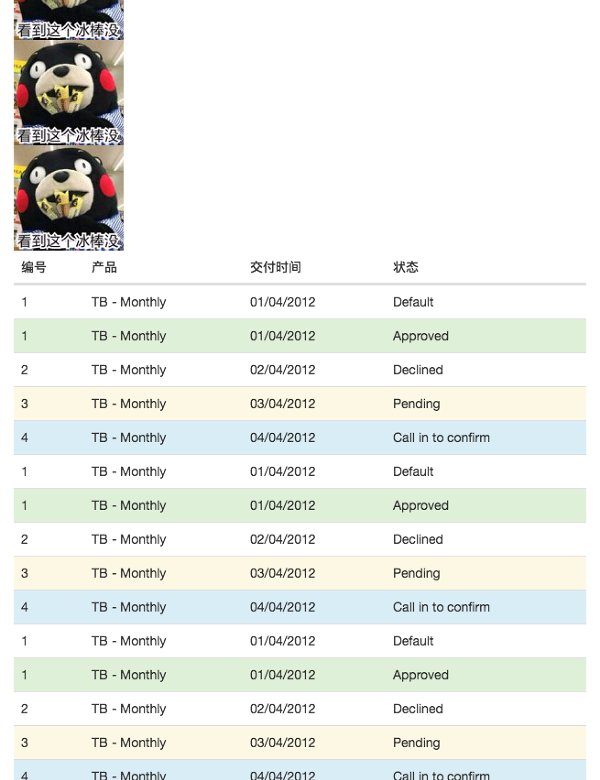 看到这个冰棒没
看到这个冰棒没
看到这个冰棒没
编号 产品 交付时间 状态
1 TB - Monthly 01/04/2012 Default
1 TB - Monthly 01/04/2012 Approved
2 TB - Monthly 02/04/2012 Declined
3 TB - Monthly 03/04/2012 Pending
4 TB - Monthly 04/04/2012 Call in to confirm
1 TB - Monthly 01/04/2012 Default
1 TB - Monthly 01/04/2012 Approved
2 TB - Monthly 02/04/2012 Declined
3 TB - Monthly 03/04/2012 Pending
4 TB - Monthly 04/04/2012 Call in to confirm
1 TB - Monthly 01/04/2012 Default
1 TB - Monthly 01/04/2012 Approved
2 TB - Monthly 02/04/2012 Declined
3 TB - Monthly 03/04/2012 Pending
4 TB - Monthly 04/04/2012 Call in to confirm